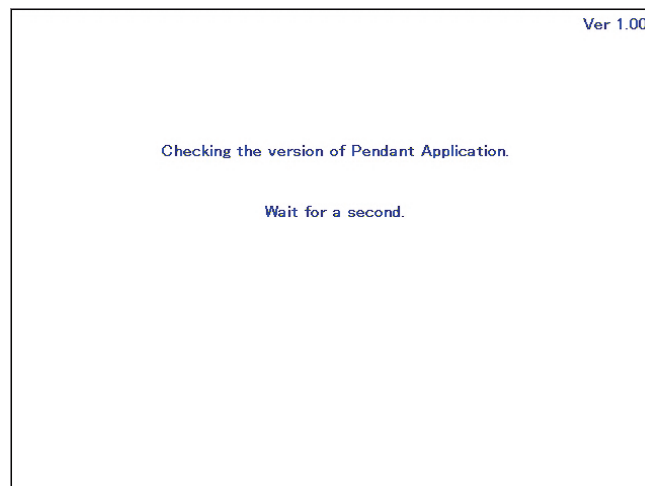 Ver 1.00
Checking the version of Pendant Application.
Wait for a second.